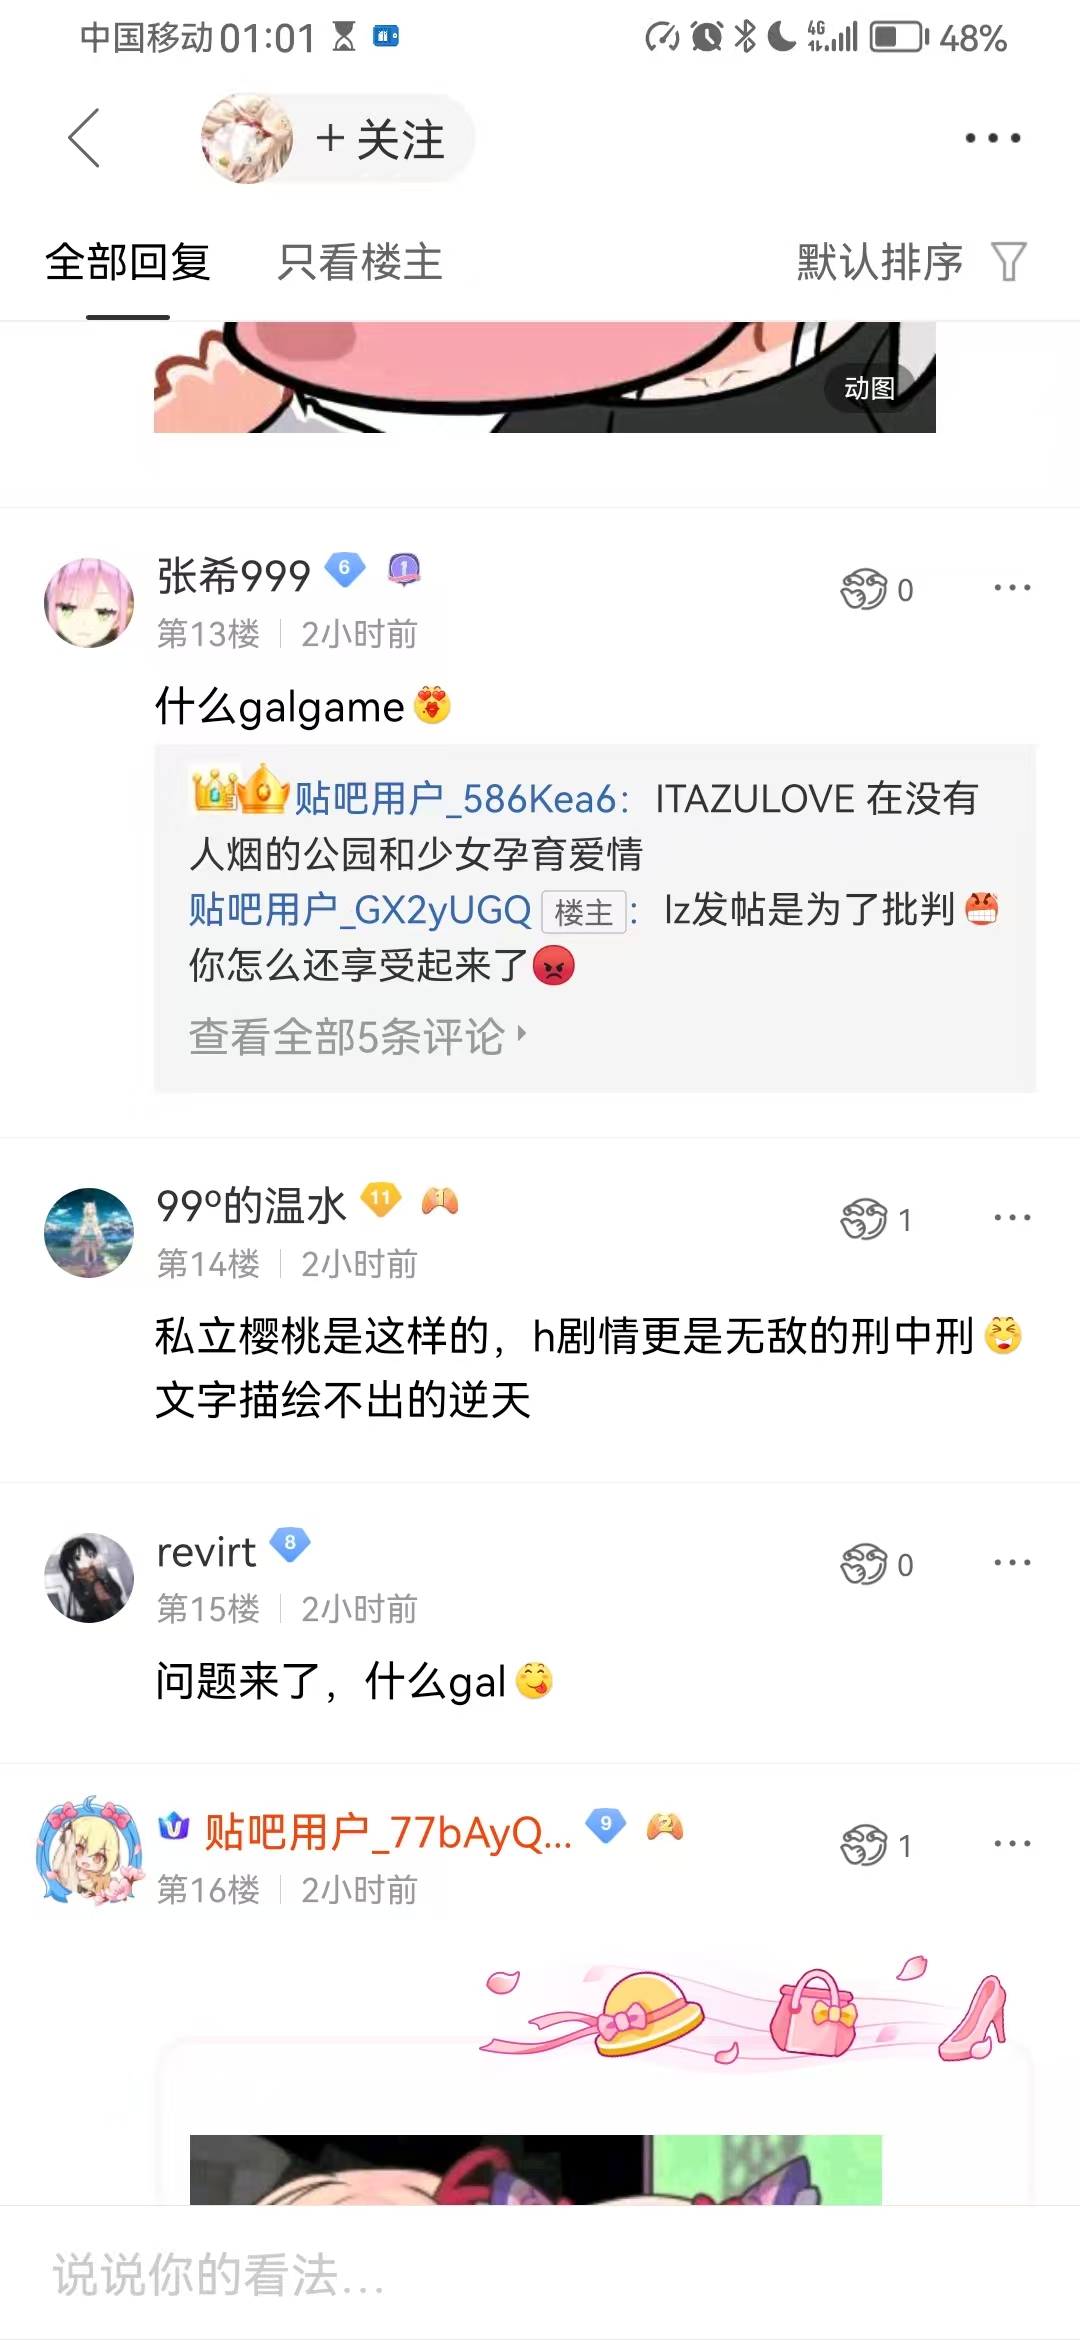 中国移动 01:01 4G 48%
+ 关注
全部回复 只看楼主 默认排序
动图
张希999 6 1
0
第13楼 2小时前
什么galgame
贴吧用户_586Kea6： ITAZULOVE 在没有
人烟的公园和少女孕育爱情
贴吧用户_GX2yUGQ 楼主： lz发帖是为了批判
你怎么还享受起来了
查看全部5条评论
99º的温水 11 1
1
第14楼 2小时前
私立樱桃是这样的，h剧情更是无敌的刑中刑
文字描绘不出的逆天
revirt 8
0
第15楼 2小时前
问题来了，什么gal
贴吧用户_77bAyQ... 9 2
1
第16楼 2小时前
说说你的看法...